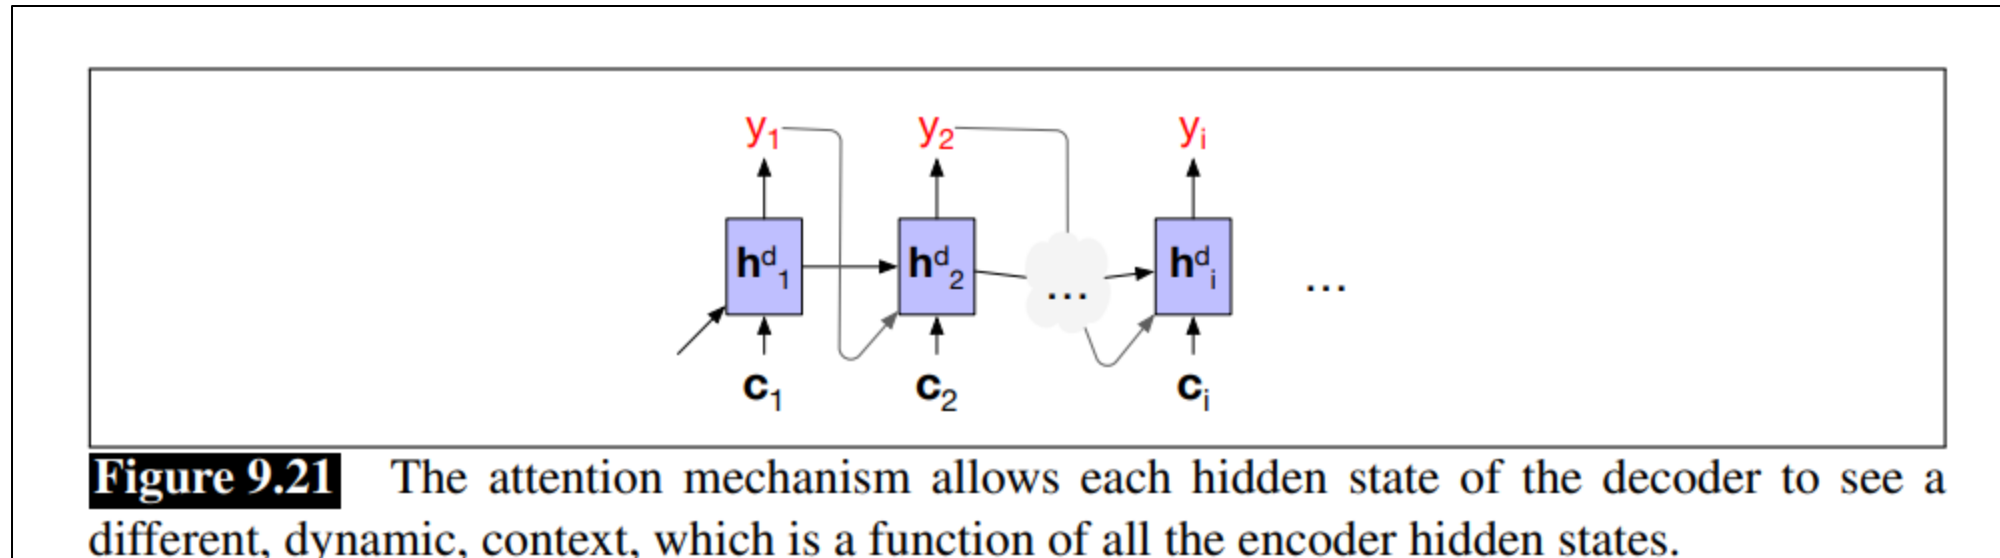 y1 y2 yi
hd1 hd2 ... hdi ...
c1 c2 ci
Figure 9.21 The attention mechanism allows each hidden state of the decoder to see a
different, dynamic, context, which is a function of all the encoder hidden states.